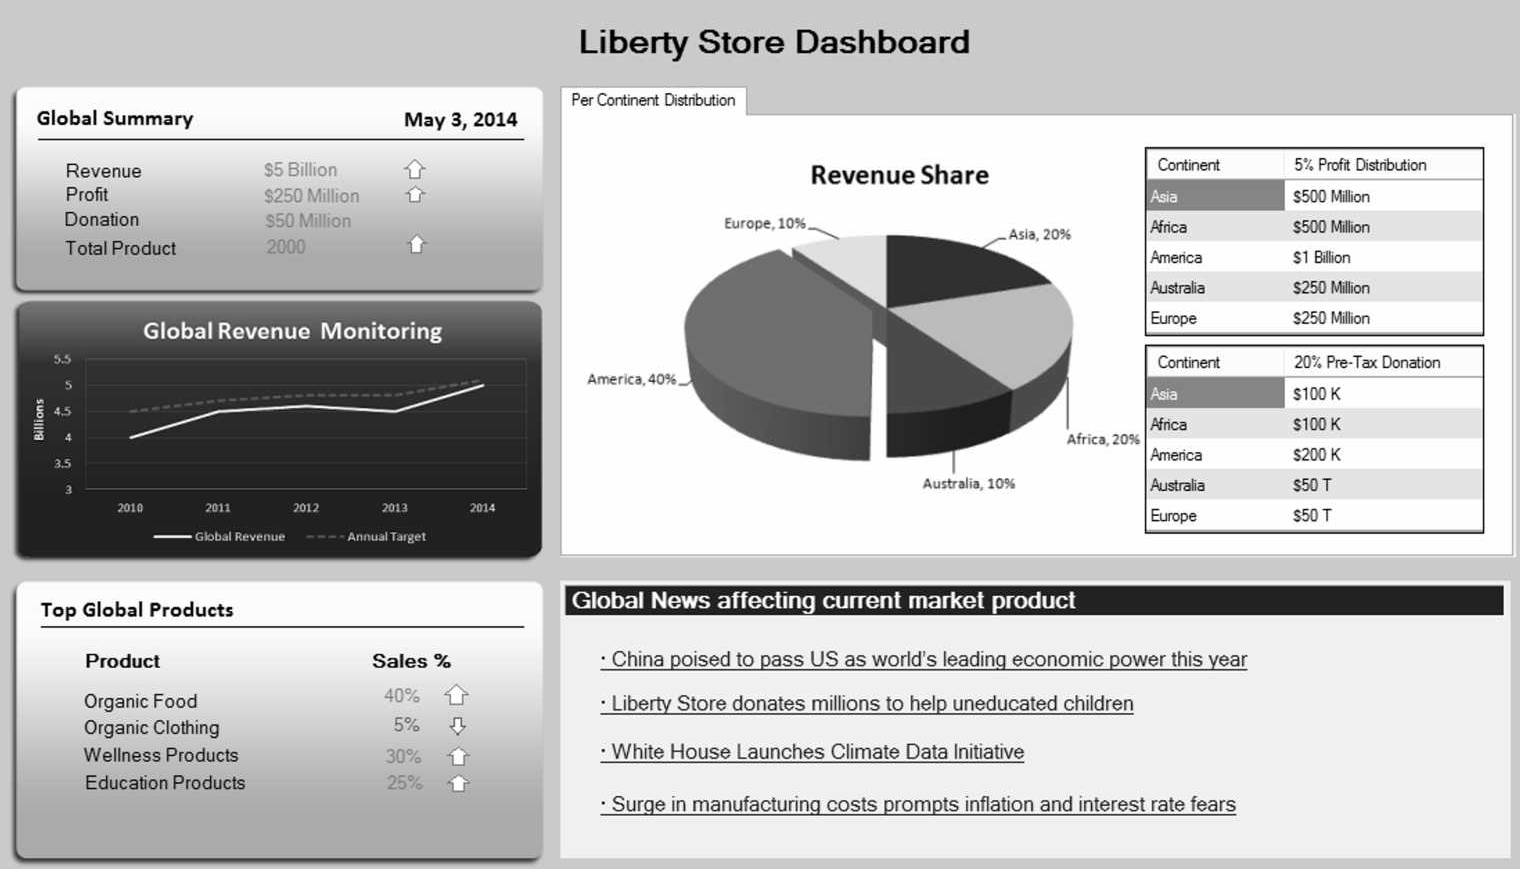 Liberty Store Dashboard
Global Summary May 3, 2014
Revenue $5 Billion
Profit $250 Million
Donation $50 Million
Total Product 2000
Global Revenue Monitoring
5.5
5
4.5
4
3.5
3
Billions
2010 2011 2012 2013 2014
Global Revenue Annual Target
Top Global Products
Product Sales %
Organic Food 40%
Organic Clothing 5%
Wellness Products 30%
Education Products 25%
Per Continent Distribution
Revenue Share
Europe, 10%
Asia, 20%
America, 40%
Africa, 20%
Australia, 10%
Continent 5% Profit Distribution
Asia $500 Million
Africa $500 Million
America $1 Billion
Australia $250 Million
Europe $250 Million
Continent 20% Pre-Tax Donation
Asia $100 K
Africa $100 K
America $200 K
Australia $50 T
Europe $50 T
Global News affecting current market product
· China poised to pass US as world's leading economic power this year
· Liberty Store donates millions to help uneducated children
· White House Launches Climate Data Initiative
· Surge in manufacturing costs prompts inflation and interest rate fears